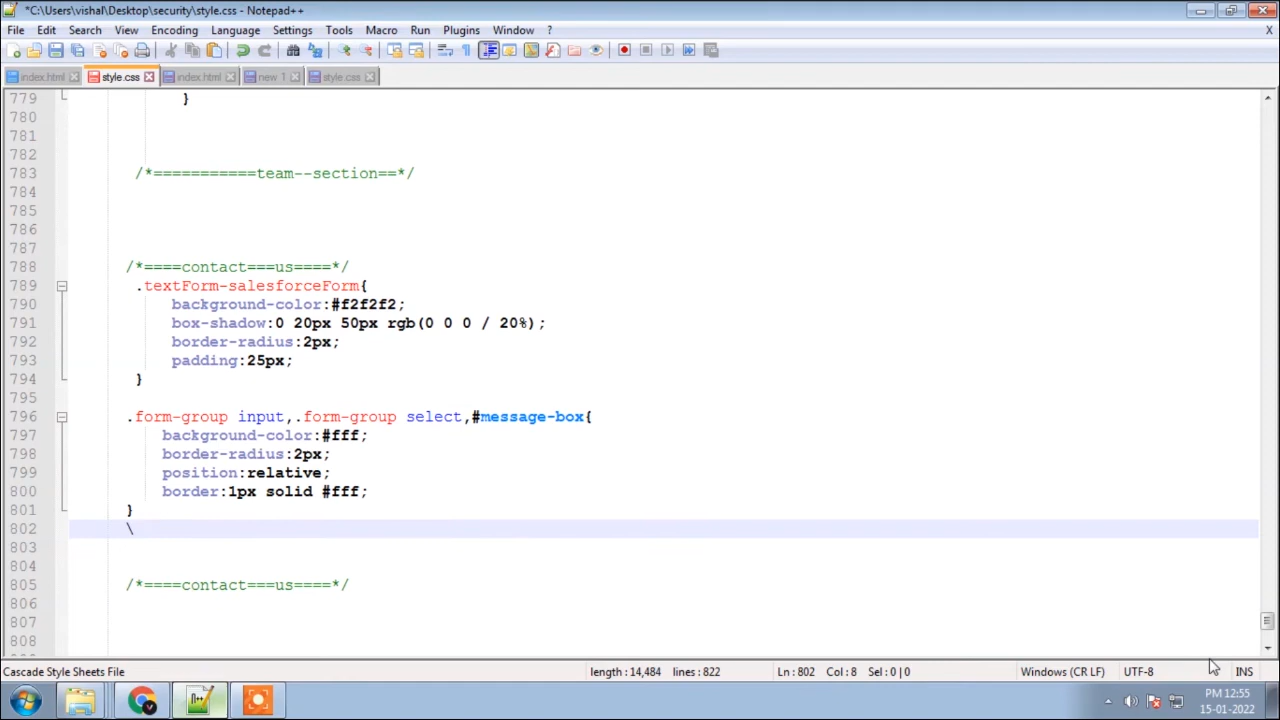 *C:\Users\vishal\Desktop\security\style.css - Notepad++
File Edit Search View Encoding Language Settings Tools Macro Run Plugins Window ? X
index.html style.css index.html new 1 style.css
779 }
780
781
782
783 /*===========team--section==*/
784
785
786
787
788 /*====contact===us====*/
789 .textForm-salesforceForm{
790 background-color:#f2f2f2;
791 box-shadow:0 20px 50px rgb(0 0 0 / 20%);
792 border-radius:2px;
793 padding:25px;
794 }
795
796 .form-group input,.form-group select,#message-box{
797 background-color:#fff;
798 border-radius:2px;
799 position:relative;
800 border:1px solid #fff;
801 }
802 \
803
804
805 /*====contact===us====*/
806
807
808
Cascade Style Sheets File length : 14,484 lines : 822 Ln : 802 Col : 8 Sel : 0 | 0 Windows (CR LF) UTF-8 INS
PM 12:55
15-01-2022